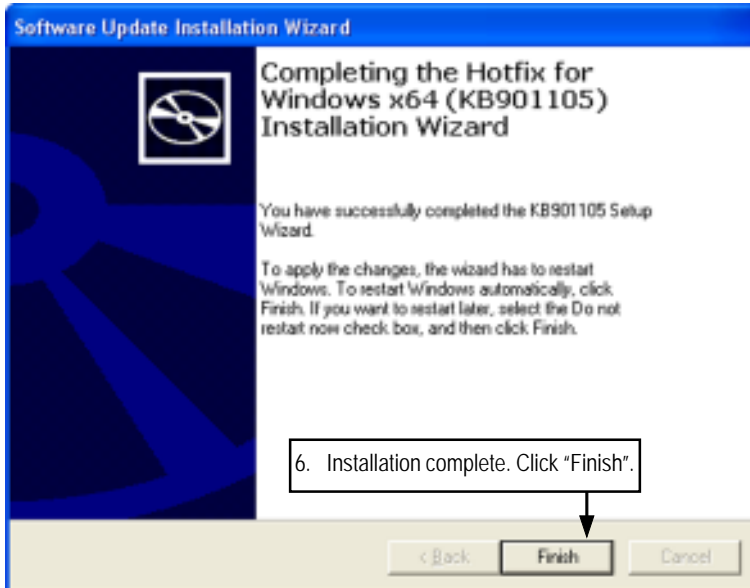 Software Update Installation Wizard
Completing the Hotfix for
Windows x64 (KB901105)
Installation Wizard
You have successfully completed the KB901105 Setup
Wizard.
To apply the changes, the wizard has to restart
Windows. To restart Windows automatically, click
Finish. If you want to restart later, select the Do not
restart now check box, and then click Finish.
6. Installation complete. Click “Finish”.
< Back Finish Cancel